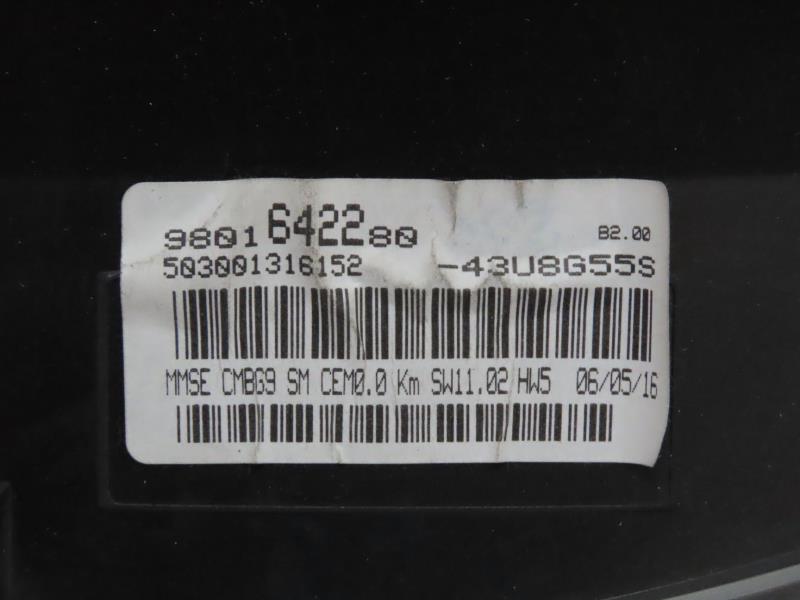 9801642280 B2.00
503001316152 -43U8G55S
MMSE CMBG9 SM CEM0.0 Km SW11.02 HW5 06/05/16